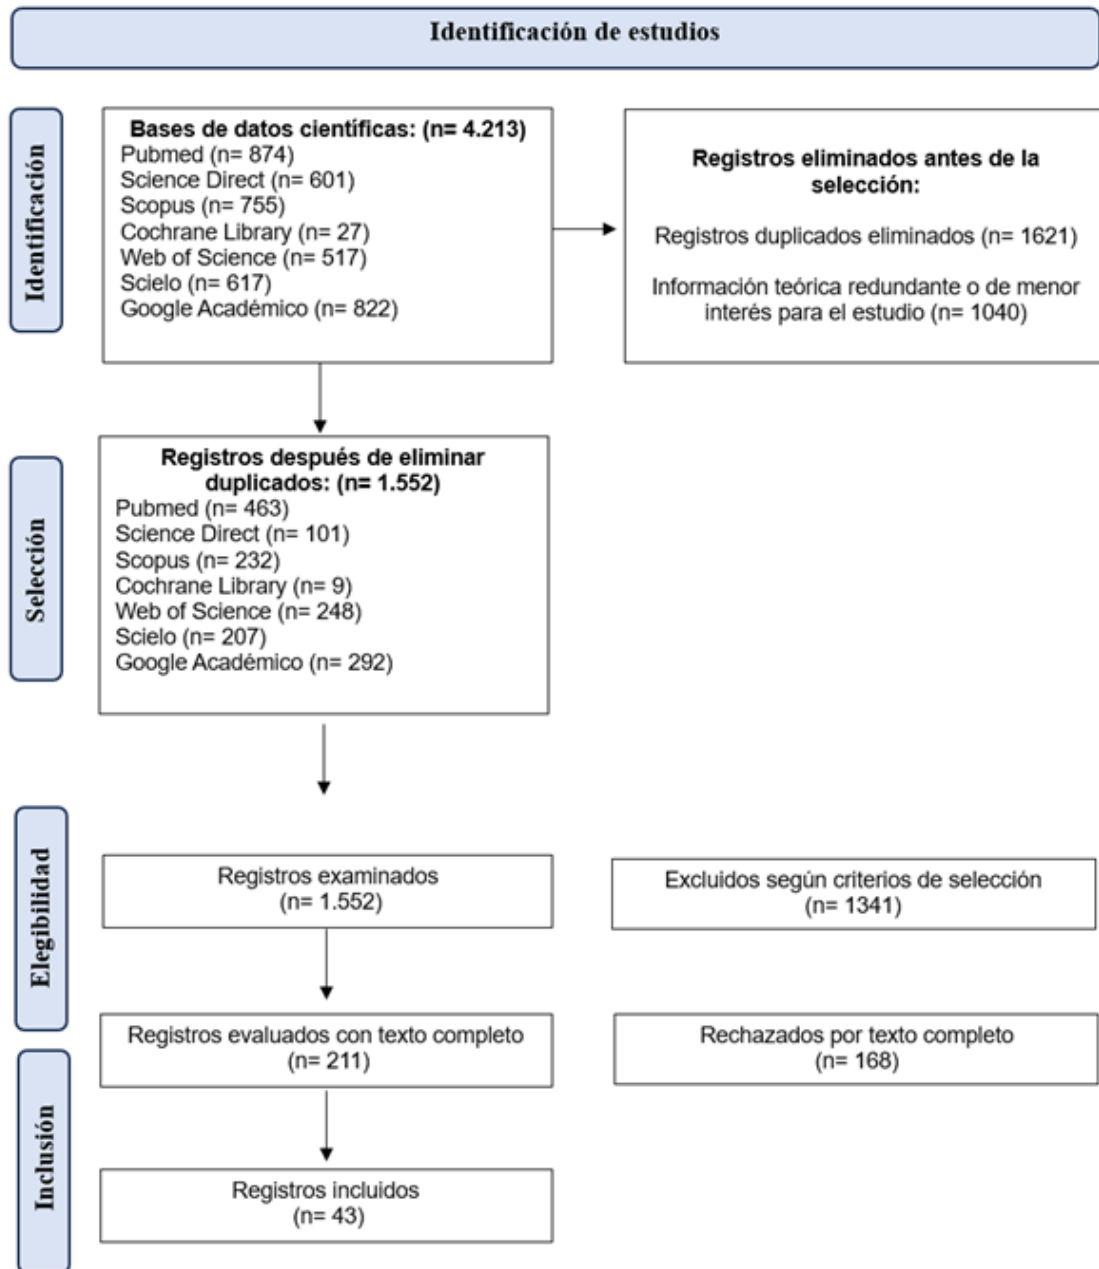 Identificación de estudios
Identificación
Bases de datos científicas: (n= 4.213)
Pubmed (n= 874)
Science Direct (n= 601)
Scopus (n= 755)
Cochrane Library (n= 27)
Web of Science (n= 517)
Scielo (n= 617)
Google Académico (n= 822)
Registros eliminados antes de la
selección:
Registros duplicados eliminados (n= 1621)
Información teórica redundante o de menor
interés para el estudio (n= 1040)
Selección
Registros después de eliminar
duplicados: (n= 1.552)
Pubmed (n= 463)
Science Direct (n= 101)
Scopus (n= 232)
Cochrane Library (n= 9)
Web of Science (n= 248)
Scielo (n= 207)
Google Académico (n= 292)
Elegibilidad
Registros examinados
(n= 1.552)
Excluidos según criterios de selección
(n= 1341)
Registros evaluados con texto completo
(n= 211)
Rechazados por texto completo
(n= 168)
Inclusión
Registros incluidos
(n= 43)